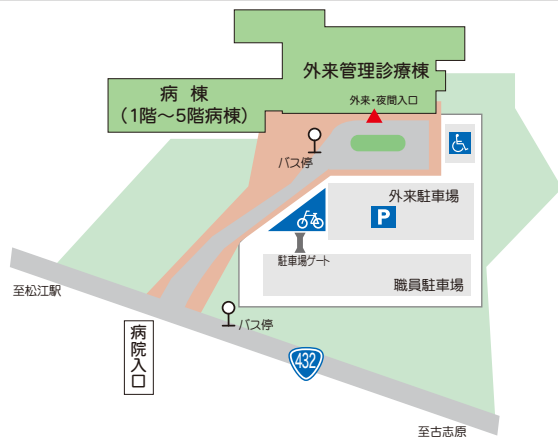 外来管理診療棟
病 棟
（1階〜5階病棟）
外来・夜間入口
バス停
外来駐車場
P
駐車場ゲート
職員駐車場
至松江駅
バス停
病院入口
432
至古志原